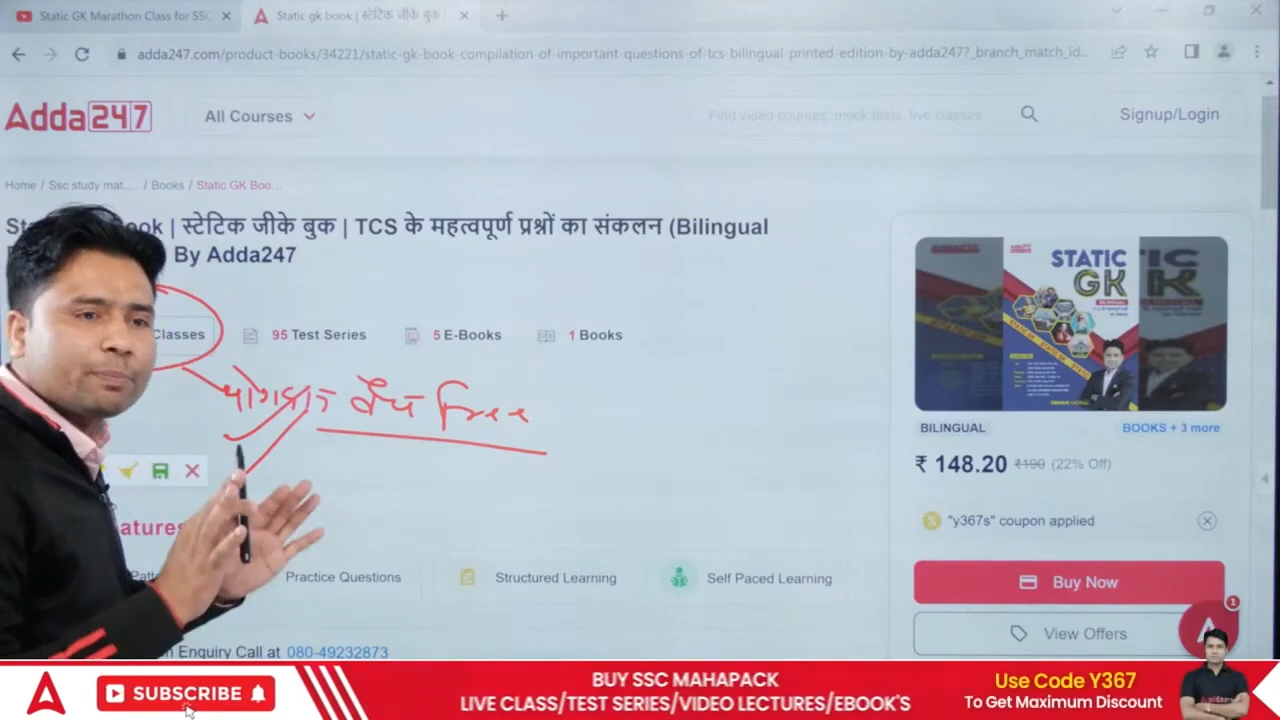 Static GK Marathon Class for SSC
Static gk book | स्टेटिक जीके बुक
adda247.com/product-books/34221/static-gk-book-compilation-of-important-questions-of-tcs-bilingual-printed-edition-by-adda247?_branch_match_id...
Adda247
All Courses
Find video courses, mock tests, live classes
Signup/Login
Home / Ssc study mat... / Books / Static GK Boo...
ook | स्टेटिक जीके बुक | TCS के महत्वपूर्ण प्रश्नों का संकलन (Bilingual
By Adda247
Classes
95 Test Series
5 E-Books
1 Books
Free
STATIC
GK
BILINGUAL
BILINGUAL
BOOKS + 3 more
₹ 148.20 ₹190 (22% Off)
"y367s" coupon applied
Buy Now
View Offers
1
atures
Practice Questions
Structured Learning
Self Paced Learning
Enquiry Call at 080-49232873
SUBSCRIBE
BUY SSC MAHAPACK
LIVE CLASS/TEST SERIES/VIDEO LECTURES/EBOOK'S
Use Code Y367
To Get Maximum Discount